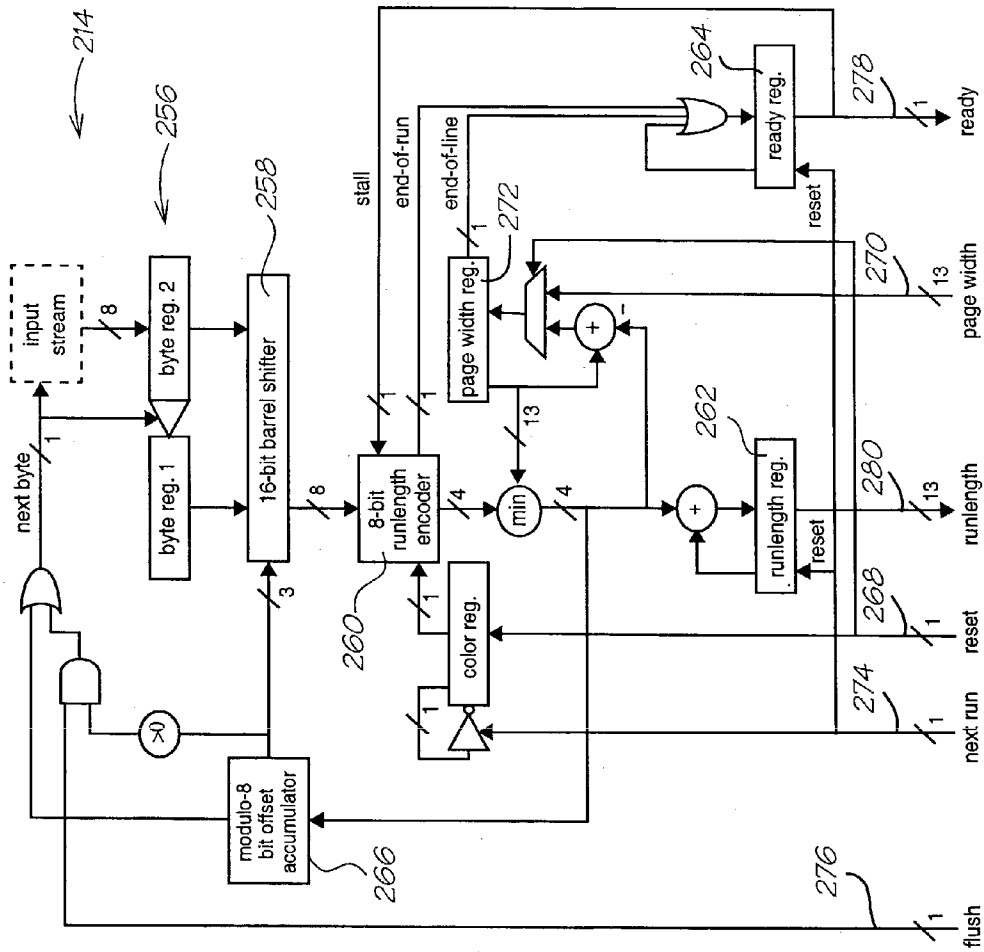 214
256
input
stream
8
next byte
1
byte reg. 1
byte reg. 2
258
16-bit barrel shifter
3
>0
modulo-8
bit offset
accumulator
266
8
260
8-bit
runlength
encoder
stall
1
end-of-run
1
end-of-line
1
page width reg.
272
13
+
−
4
min
4
color reg.
1
1
+
262
runlength reg.
reset
264
ready reg.
reset
276
1
flush
274
1
next run
268
1
reset
280
13
runlength
270
13
page width
278
1
ready